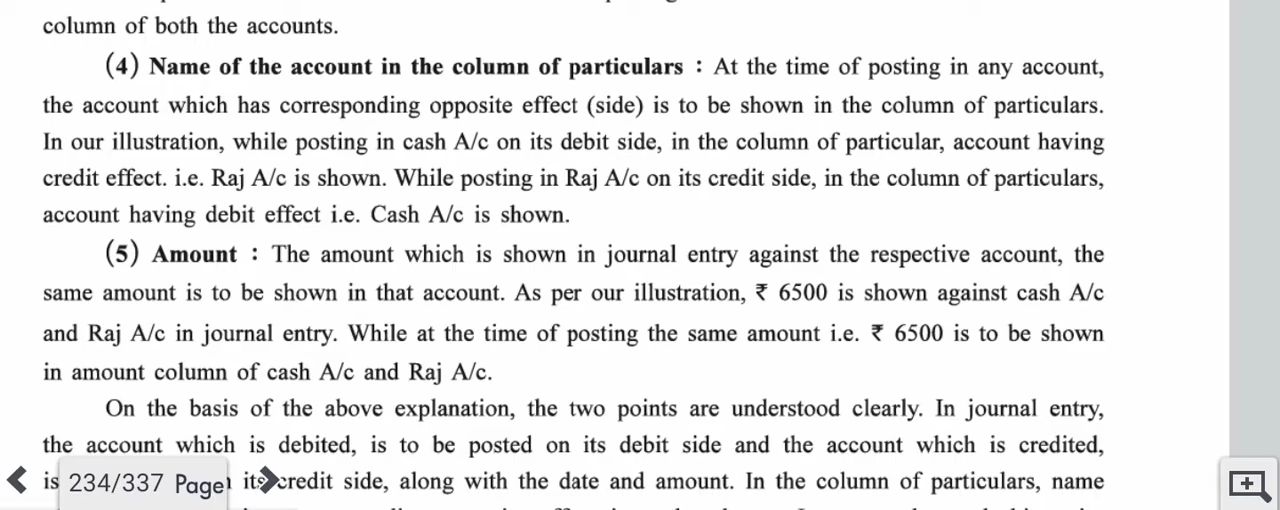 column of both the accounts.
(4) Name of the account in the column of particulars : At the time of posting in any account,
the account which has corresponding opposite effect (side) is to be shown in the column of particulars.
In our illustration, while posting in cash A/c on its debit side, in the column of particular, account having
credit effect. i.e. Raj A/c is shown. While posting in Raj A/c on its credit side, in the column of particulars,
account having debit effect i.e. Cash A/c is shown.
(5) Amount : The amount which is shown in journal entry against the respective account, the
same amount is to be shown in that account. As per our illustration, ₹ 6500 is shown against cash A/c
and Raj A/c in journal entry. While at the time of posting the same amount i.e. ₹ 6500 is to be shown
in amount column of cash A/c and Raj A/c.
On the basis of the above explanation, the two points are understood clearly. In journal entry,
the account which is debited, is to be posted on its debit side and the account which is credited,
is its credit side, along with the date and amount. In the column of particulars, name
234/337 Page